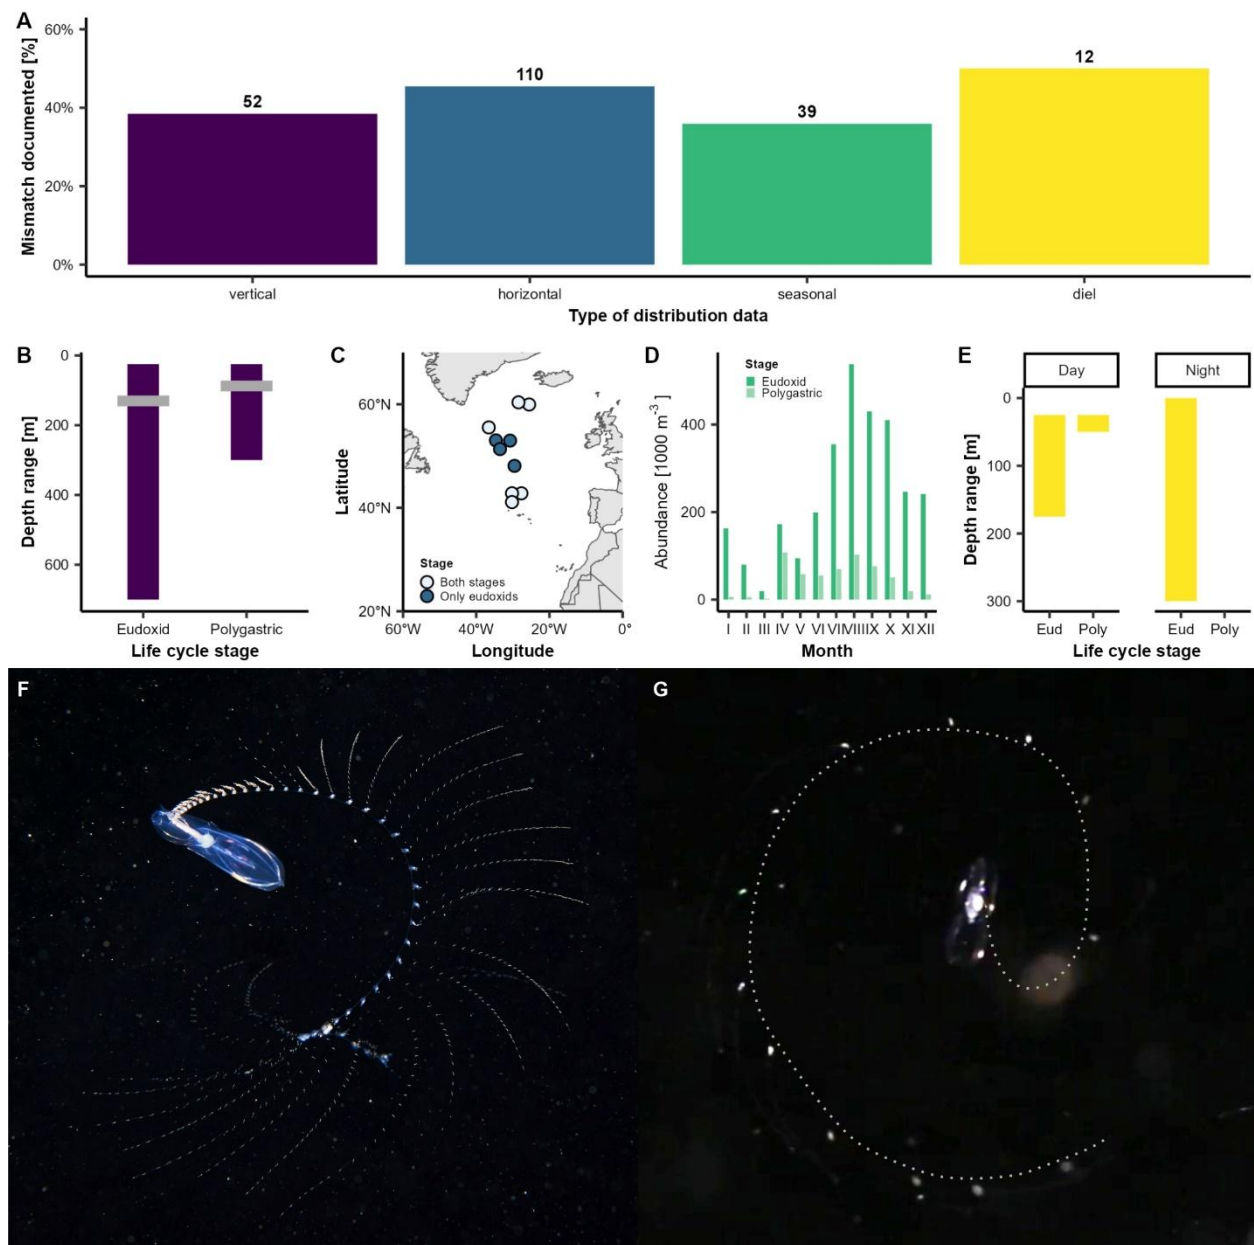 A
Mismatch documented [%]
60%
40%
20%
0%
52
110
39
12
vertical
horizontal
seasonal
diel
Type of distribution data
B
Depth range [m]
0
200
400
600
Eudoxid
Polygastric
Life cycle stage
C
Latitude
60°N
40°N
20°N
Stage
Both stages
Only eudoxids
60°W
40°W
20°W
0°
Longitude
D
Abundance [1000 m⁻³]
400
200
0
Stage
Eudoxid
Polygastric
I II III IV V VI VII VIII IX X XI XII
Month
E
Depth range [m]
Day
Night
0
100
200
300
Eud Poly
Eud Poly
Life cycle stage
F
G